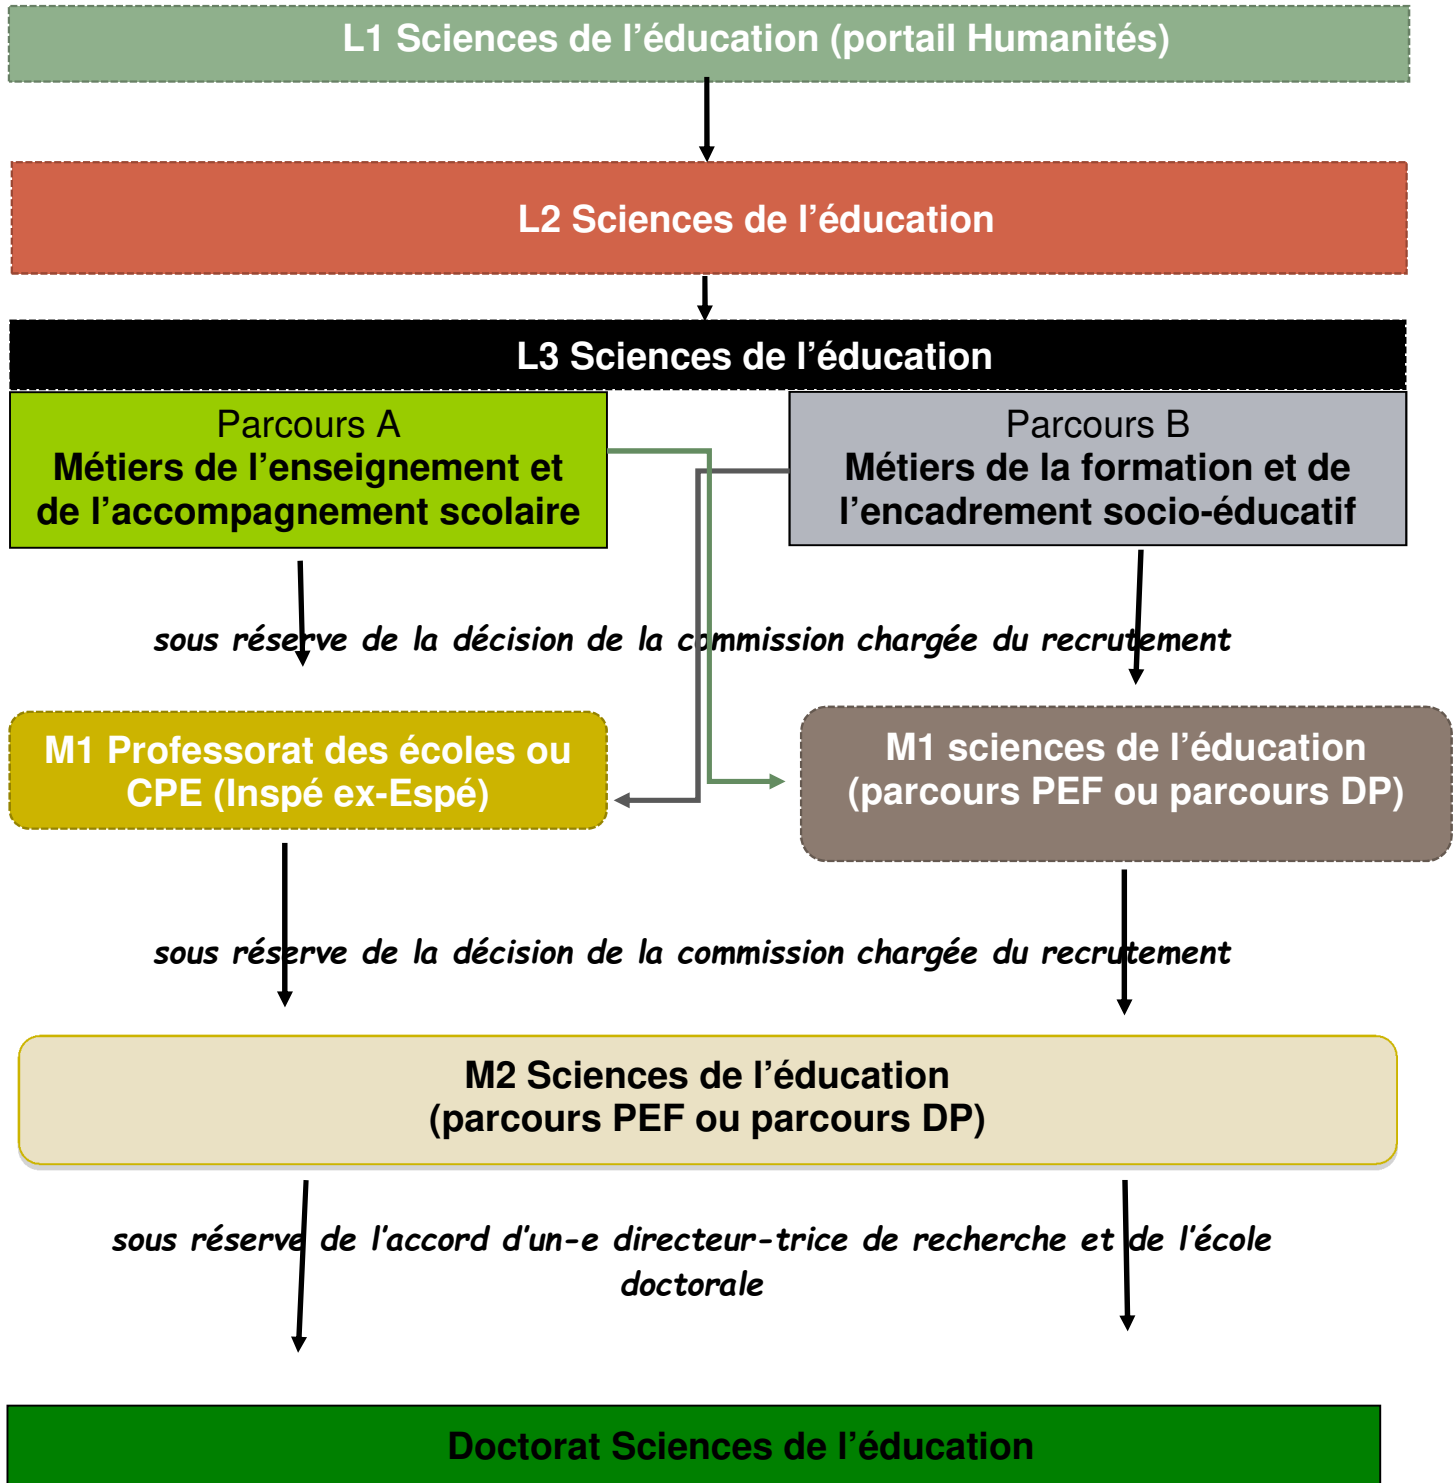 L1 Sciences de l’éducation (portail Humanités)
L2 Sciences de l’éducation
L3 Sciences de l’éducation
Parcours A
Métiers de l’enseignement et
de l’accompagnement scolaire
Parcours B
Métiers de la formation et de
l’encadrement socio-éducatif
sous réserve de la décision de la commission chargée du recrutement
M1 Professorat des écoles ou
CPE (Inspé ex-Espé)
M1 sciences de l’éducation
(parcours PEF ou parcours DP)
sous réserve de la décision de la commission chargée du recrutement
M2 Sciences de l’éducation
(parcours PEF ou parcours DP)
sous réserve de l’accord d’un-e directeur-trice de recherche et de l’école
doctorale
Doctorat Sciences de l’éducation